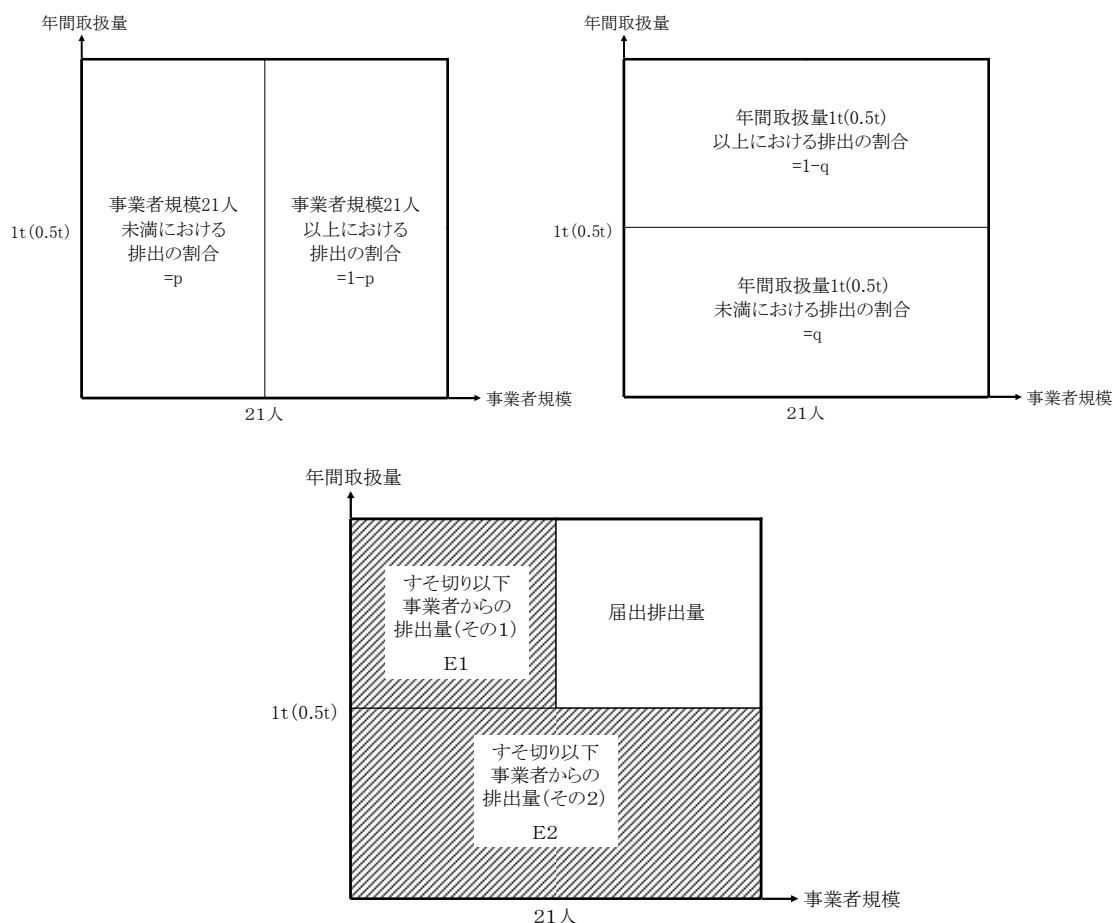 年間取扱量
1t(0.5t)
事業者規模21人
未満における
排出の割合
=p
事業者規模21人
以上における
排出の割合
=1-p
21人
事業者規模
年間取扱量
年間取扱量1t(0.5t)
以上における排出の割合
=1-q
1t(0.5t)
年間取扱量1t(0.5t)
未満における排出の割合
=q
21人
事業者規模
年間取扱量
すそ切り以下
事業者からの
排出量(その1)
E1
届出排出量
1t(0.5t)
すそ切り以下
事業者からの
排出量(その2)
E2
21人
事業者規模